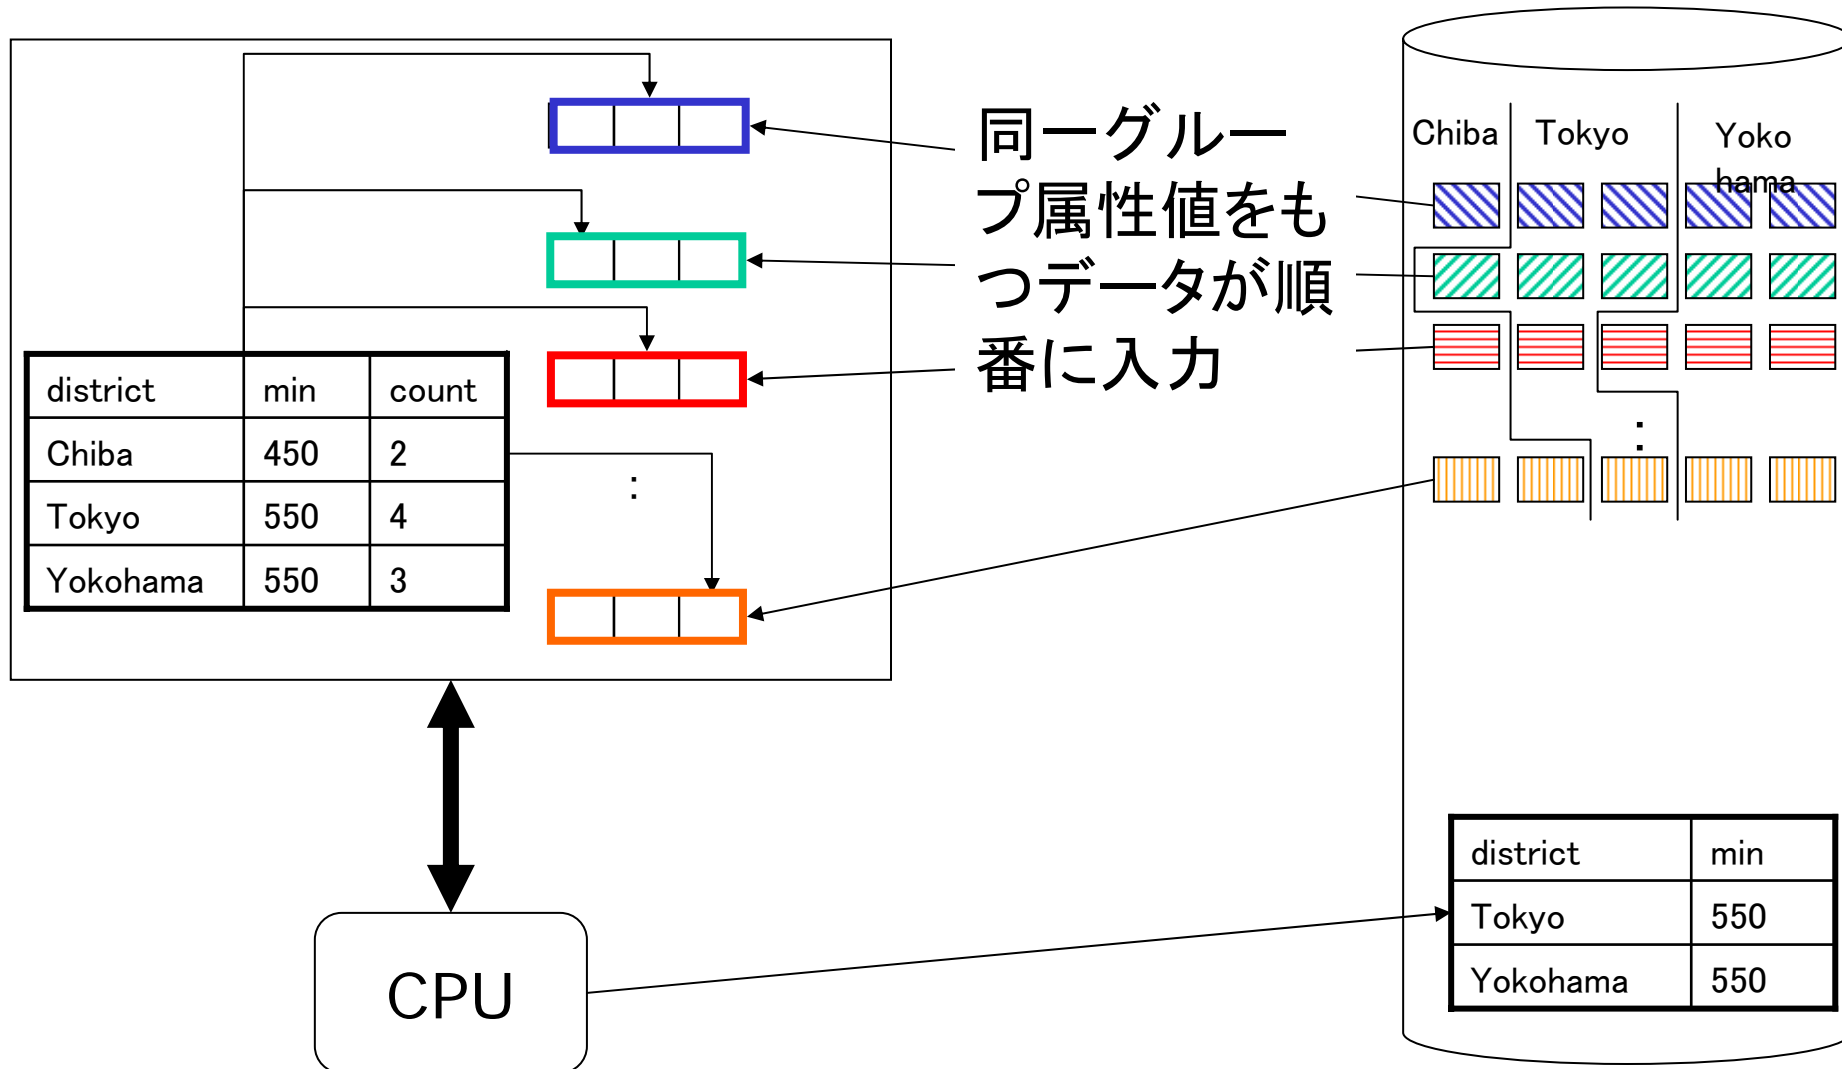 同一グルー
プ属性値をも
つデータが順
番に入力
Chiba Tokyo Yoko
hama
:
district min count
Chiba 450 2
Tokyo 550 4
Yokohama 550 3
:
CPU
district min
Tokyo 550
Yokohama 550